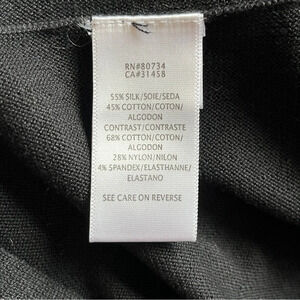 RN#80734
CA#31458
55% SILK/SOIE/SEDA
45% COTTON/COTON/
ALGODON
CONTRAST/CONTRASTE
68% COTTON/COTON/
ALGODON
28% NYLON/NILON
4% SPANDEX/ELASTHANNE/
ELASTANO
SEE CARE ON REVERSE